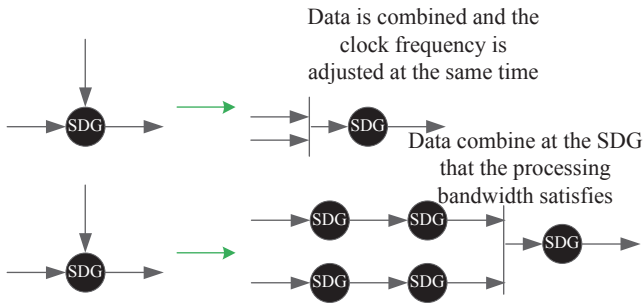 Data is combined and the
clock frequency is
adjusted at the same time
SDG
SDG
Data combine at the SDG
that the processing
bandwidth satisfies
SDG
SDG
SDG
SDG
SDG
SDG